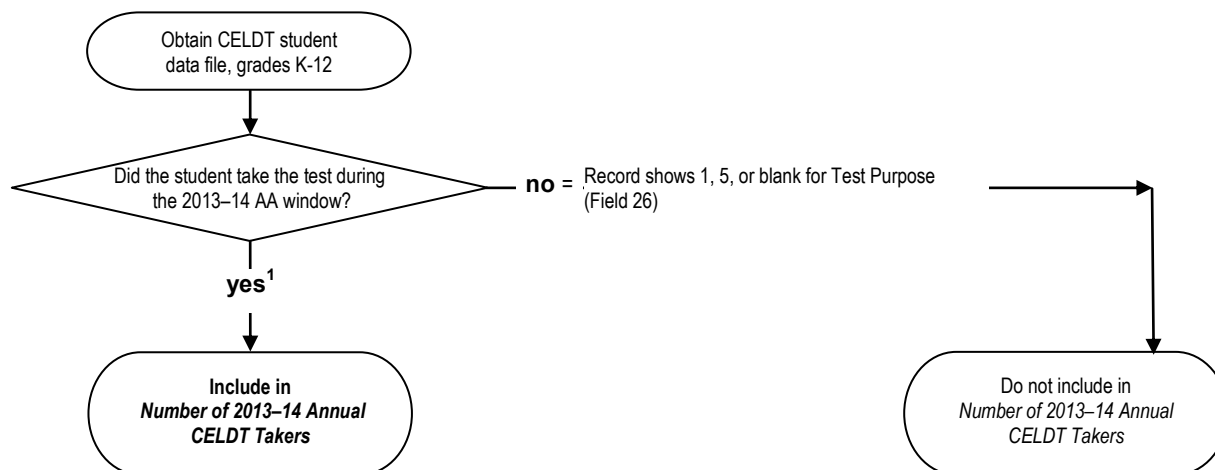 Obtain CELDT student
data file, grades K-12
Did the student take the test during
the 2013–14 AA window?
no = Record shows 1, 5, or blank for Test Purpose
(Field 26)
yes¹
Include in
Number of 2013–14 Annual
CELDT Takers
Do not include in
Number of 2013–14 Annual
CELDT Takers